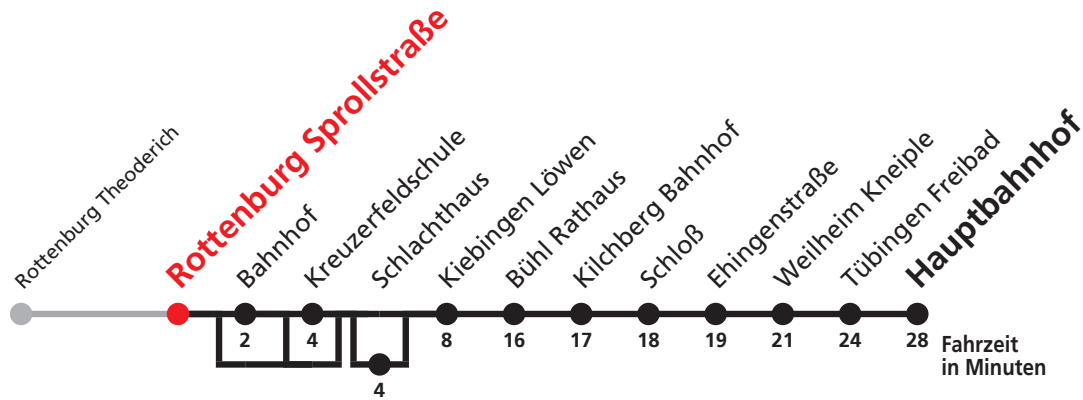 Rottenburg Theoderich
Rottenburg Sprollstraße
Bahnhof
Kreuzerfeldschule
Schlachthaus
Kiebingen Löwen
Bühl Rathaus
Kilchberg Bahnhof
Schloß
Ehingenstraße
Weilheim Kneiple
Tübingen Freibad
Hauptbahnhof
2
4
4
8
16
17
18
19
21
24
28
Fahrzeit
in Minuten